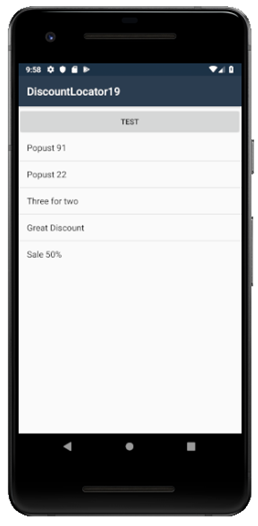 9:58
DiscountLocator19
TEST
Popust 91
Popust 22
Three for two
Great Discount
Sale 50%